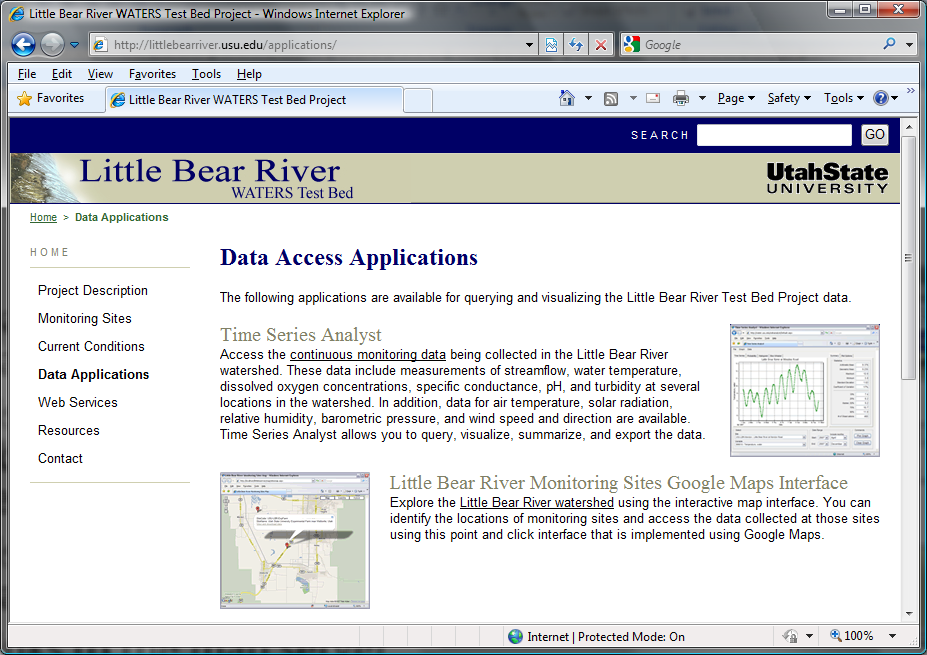 Little Bear River WATERS Test Bed Project - Windows Internet Explorer
http://littlebearriver.usu.edu/applications/
Google
File Edit View Favorites Tools Help
Favorites
Little Bear River WATERS Test Bed Project
Page Safety Tools
SEARCH
GO
Little Bear River
WATERS Test Bed
UtahState
UNIVERSITY
Home > Data Applications
HOME
Project Description
Monitoring Sites
Current Conditions
Data Applications
Web Services
Resources
Contact
Data Access Applications
The following applications are available for querying and visualizing the Little Bear River Test Bed Project data.
Time Series Analyst
Access the continuous monitoring data being collected in the Little Bear River
watershed. These data include measurements of streamflow, water temperature,
dissolved oxygen concentrations, specific conductance, pH, and turbidity at several
locations in the watershed. In addition, data for air temperature, solar radiation,
relative humidity, barometric pressure, and wind speed and direction are available.
Time Series Analyst allows you to query, visualize, summarize, and export the data.
Little Bear River Monitoring Sites Google Maps Interface
Explore the Little Bear River watershed using the interactive map interface. You can
identify the locations of monitoring sites and access the data collected at those sites
using this point and click interface that is implemented using Google Maps.
Internet | Protected Mode: On
100%